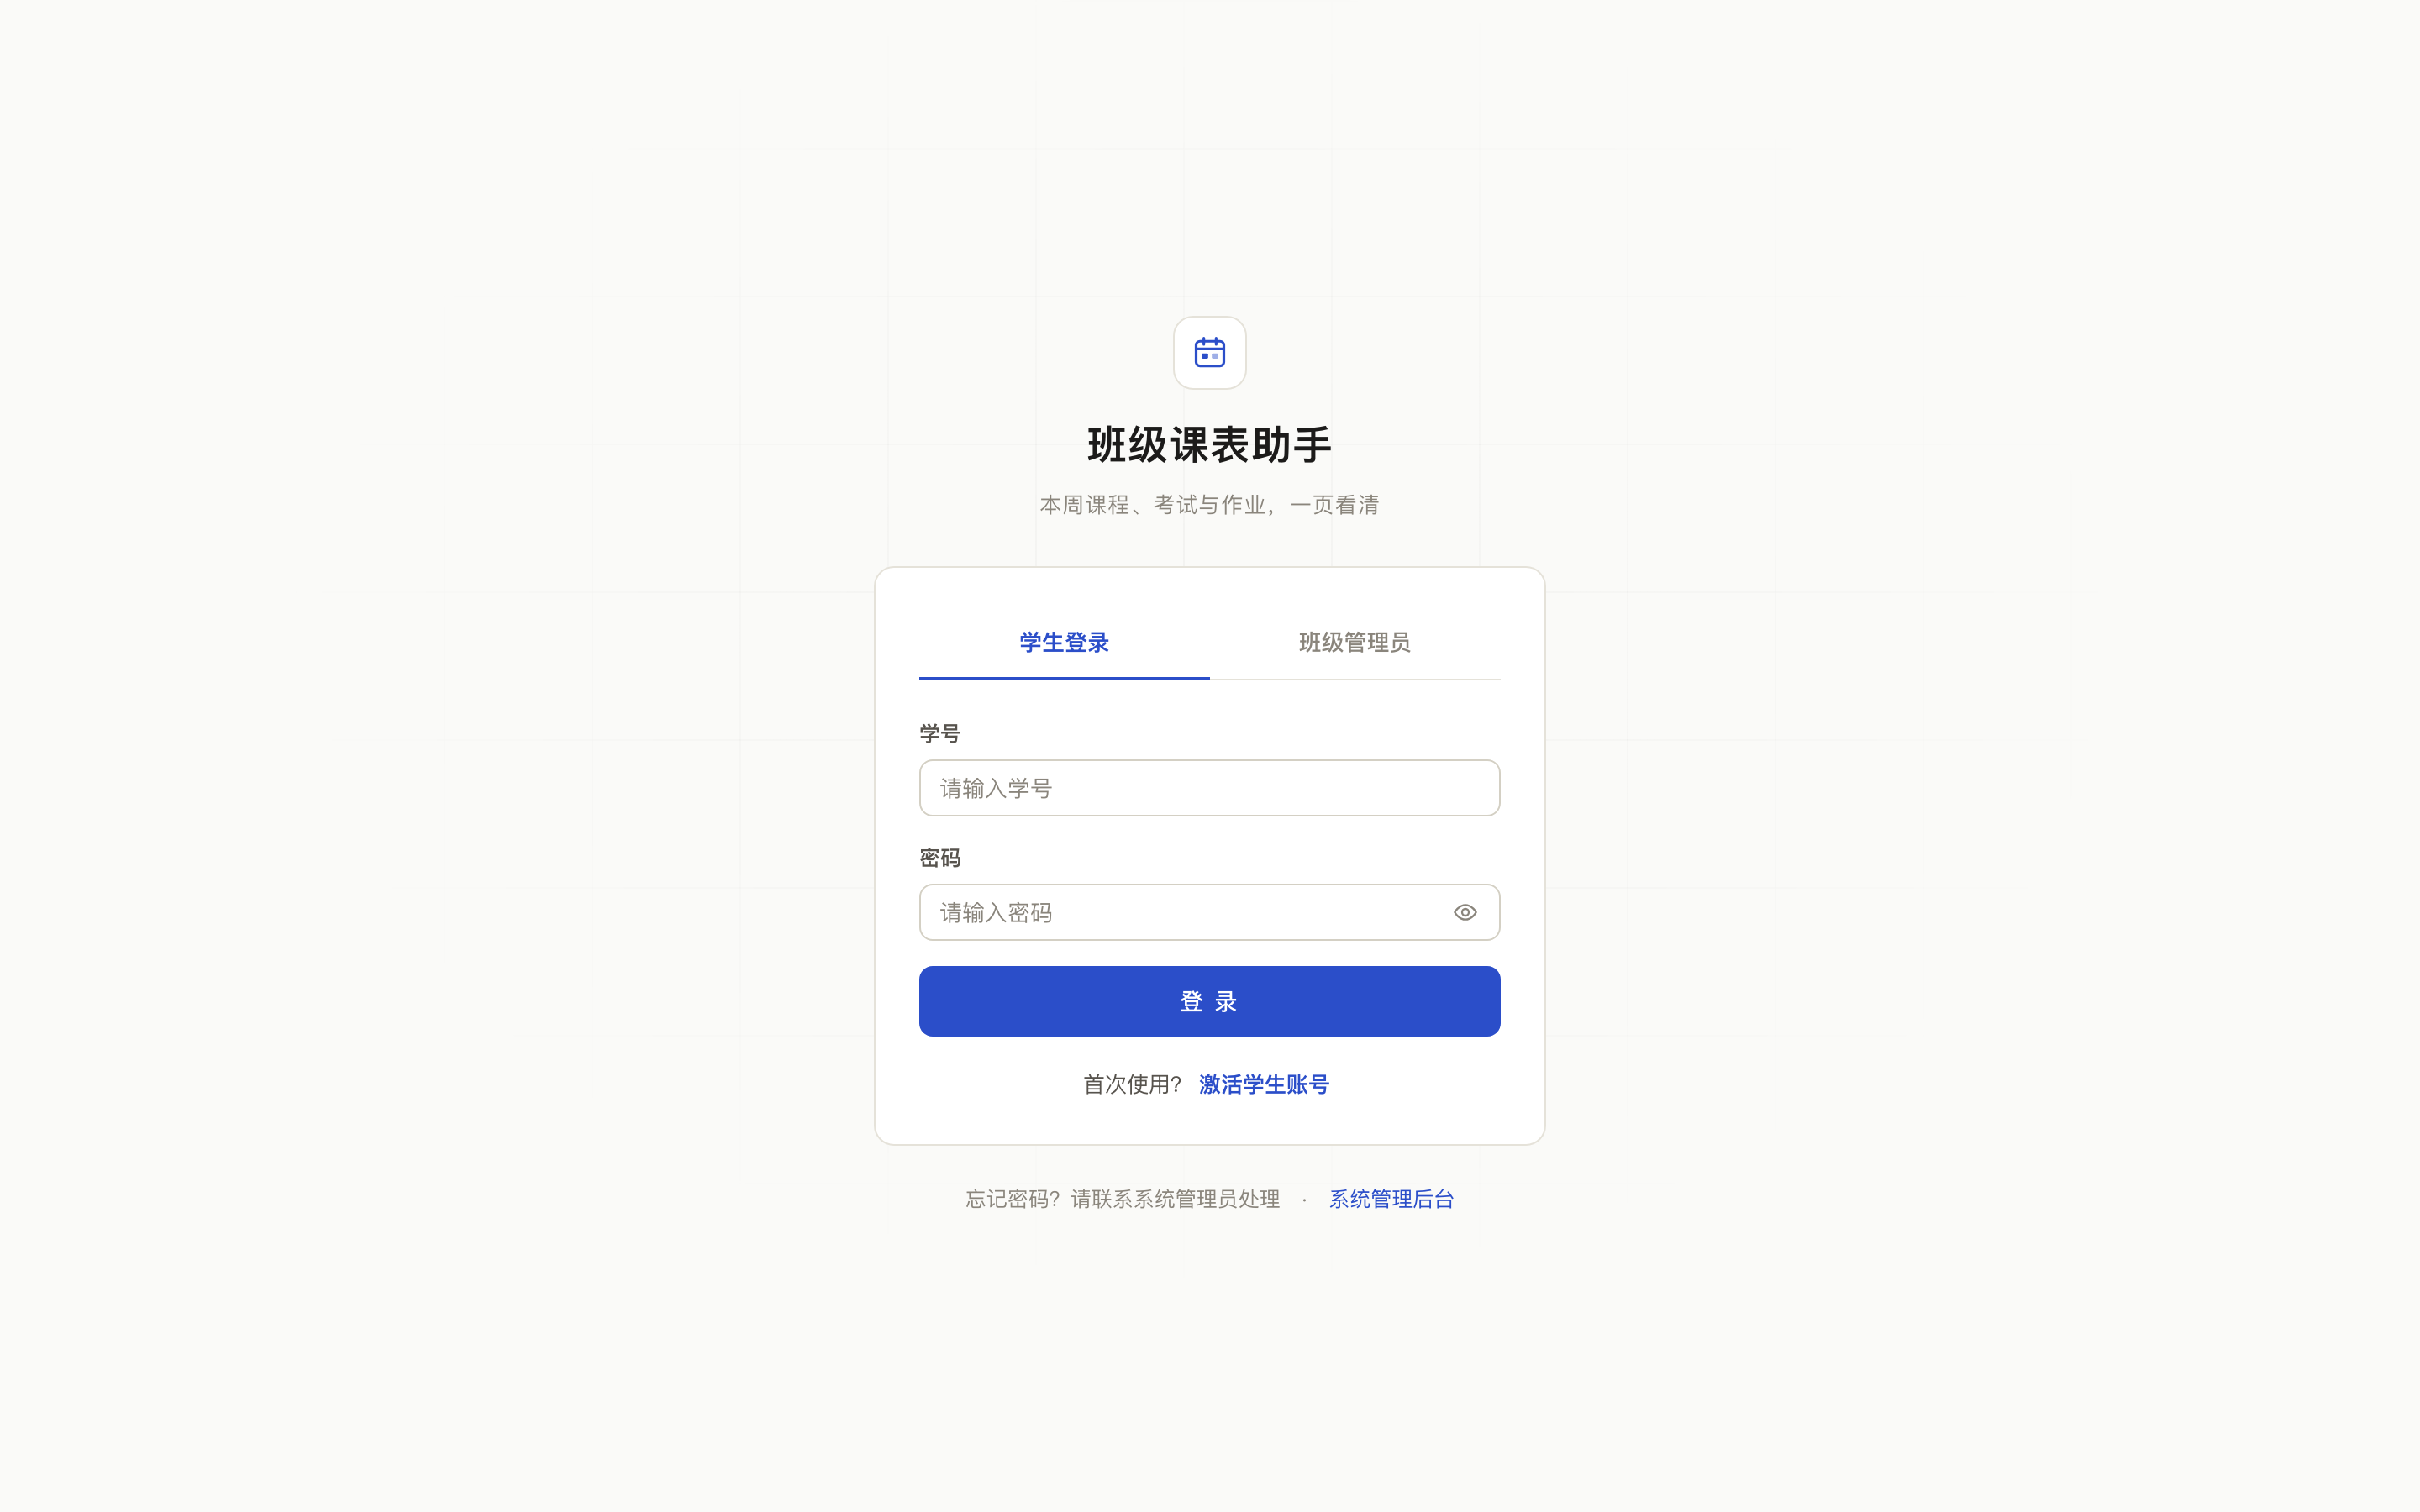 班级课表助手
本周课程、考试与作业，一页看清
学生登录 班级管理员
学号
请输入学号
密码
请输入密码
登 录
首次使用？ 激活学生账号
忘记密码？请联系系统管理员处理 · 系统管理后台